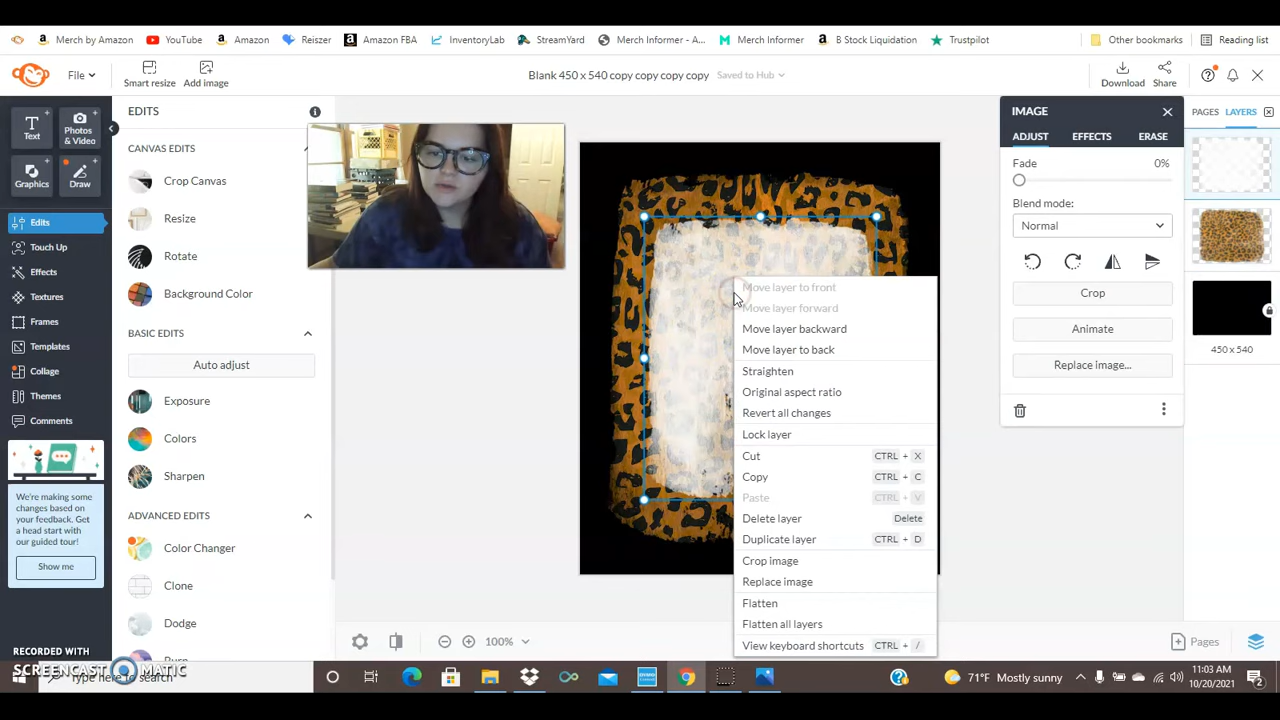 Merch by Amazon
YouTube
Amazon
Reiszer
Amazon FBA
InventoryLab
StreamYard
Merch Informer - A...
Merch Informer
B Stock Liquidation
Trustpilot
Other bookmarks
Reading list
File
Smart resize
Add image
Blank 450 x 540 copy copy copy copy
Saved to Hub
Download
Share
Text
Photos
& Video
Graphics
Draw
Edits
Touch Up
Effects
Textures
Frames
Templates
Collage
Themes
Comments
We're making some
changes based on
your feedback. Get
a head start with
our guided tour!
Show me
EDITS
CANVAS EDITS
Crop Canvas
Resize
Rotate
Background Color
BASIC EDITS
Auto adjust
Exposure
Colors
Sharpen
ADVANCED EDITS
Color Changer
Clone
Dodge
Burn
Move layer to front
Move layer forward
Move layer backward
Move layer to back
Straighten
Original aspect ratio
Revert all changes
Lock layer
Cut CTRL + X
Copy CTRL + C
Paste CTRL + V
Delete layer Delete
Duplicate layer CTRL + D
Crop image
Replace image
Flatten
Flatten all layers
View keyboard shortcuts CTRL + /
IMAGE
ADJUST EFFECTS ERASE
Fade 0%
Blend mode:
Normal
Crop
Animate
Replace image...
PAGES LAYERS
450 x 540
100%
Pages
RECORDED WITH
SCREENCAST MATIC
Type here to search
71°F Mostly sunny
11:03 AM
10/20/2021
2